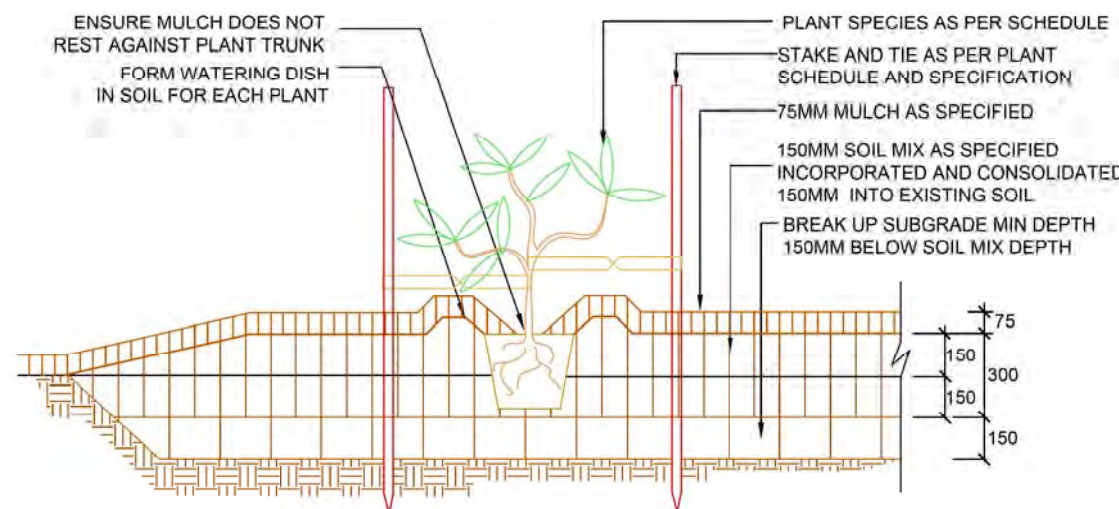 ENSURE MULCH DOES NOT
REST AGAINST PLANT TRUNK
FORM WATERING DISH
IN SOIL FOR EACH PLANT
PLANT SPECIES AS PER SCHEDULE
STAKE AND TIE AS PER PLANT
SCHEDULE AND SPECIFICATION
75MM MULCH AS SPECIFIED
150MM SOIL MIX AS SPECIFIED
INCORPORATED AND CONSOLIDATED
150MM INTO EXISTING SOIL
BREAK UP SUBGRADE MIN DEPTH
150MM BELOW SOIL MIX DEPTH
75
150
300
150
150